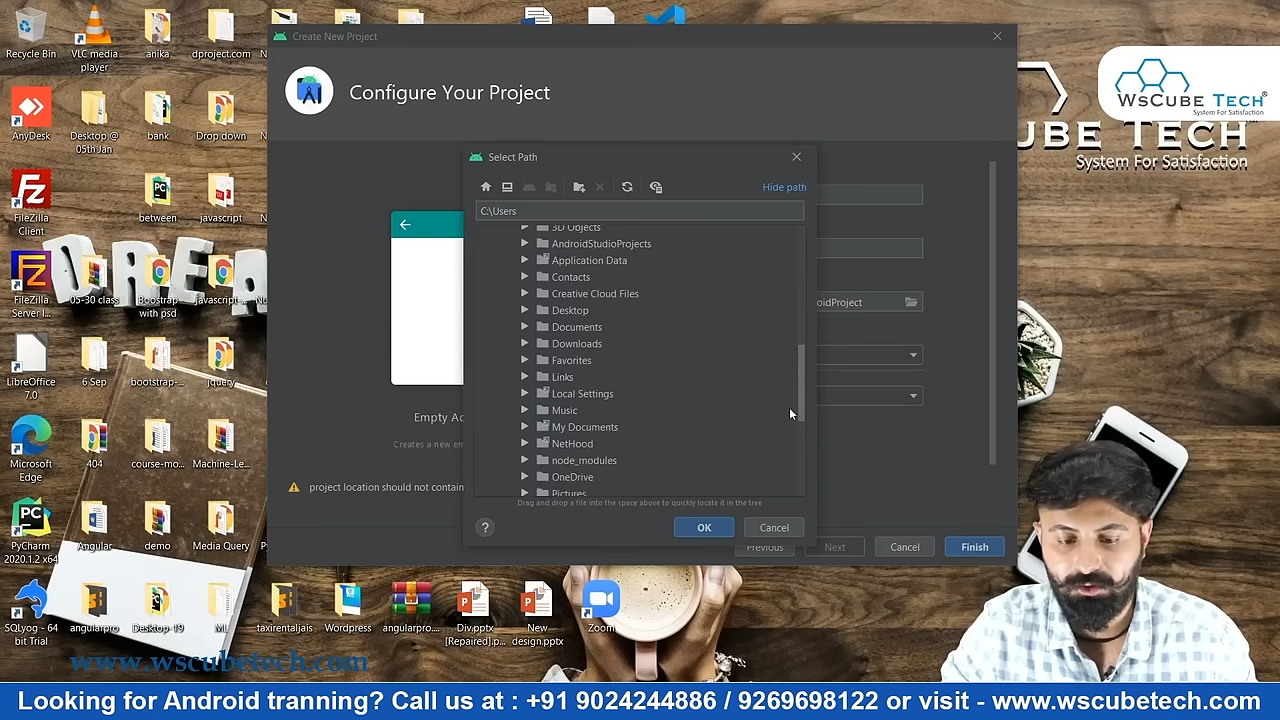 Recycle Bin
VLC media
player
anika
dproject.com
AnyDesk
Desktop @
05th Jan
bank
Drop down
FileZilla
Client
between
javascript
FileZilla
Server I...
05-30 class
Boostrap
with psd
javascript-...
LibreOffice
7.0
6 Sep
bootstrap-...
jquery
Microsoft
Edge
404
course-mo...
Machine-Le...
PyCharm
2020.1.2 x64
Angular
demo
Media Query
SQLyog - 64
Bit Trial
angularpro
Desktop-19
ML
taxirentaljais
Wordpress
angularpro....
Div.pptx
[Repaired].p...
New
design.pptx
Zoom
Create New Project
Configure Your Project
Empty Ac
Creates a new em
project location should not contain
oidProject
Previous
Next
Cancel
Finish
Select Path
Hide path
C:\Users
3D Objects
AndroidStudioProjects
Application Data
Contacts
Creative Cloud Files
Desktop
Documents
Downloads
Favorites
Links
Local Settings
Music
My Documents
NetHood
node_modules
OneDrive
Pictures
Drag and drop a file into the space above to quickly locate it in the tree
?
OK
Cancel
WsCube Tech®
System For Satisfaction
UBE TECH
System For Satisfaction
www.wscubetech.com
Looking for Android tranning? Call us at : +91 9024244886 / 9269698122 or visit - www.wscubetech.com